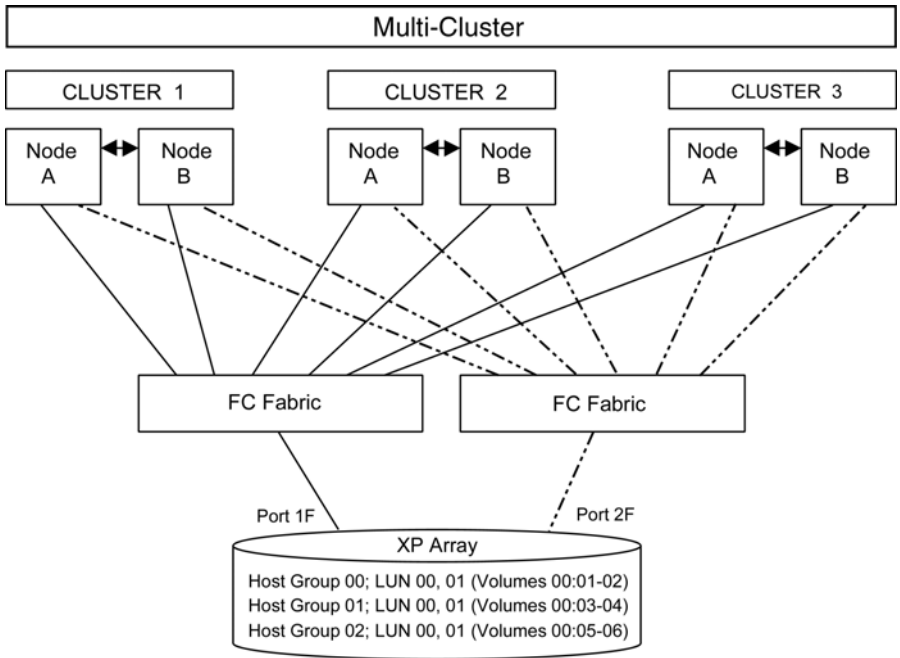 Multi-Cluster
CLUSTER 1
CLUSTER 2
CLUSTER 3
Node
A
Node
B
Node
A
Node
B
Node
A
Node
B
FC Fabric
FC Fabric
Port 1F
Port 2F
XP Array
Host Group 00; LUN 00, 01 (Volumes 00:01-02)
Host Group 01; LUN 00, 01 (Volumes 00:03-04)
Host Group 02; LUN 00, 01 (Volumes 00:05-06)